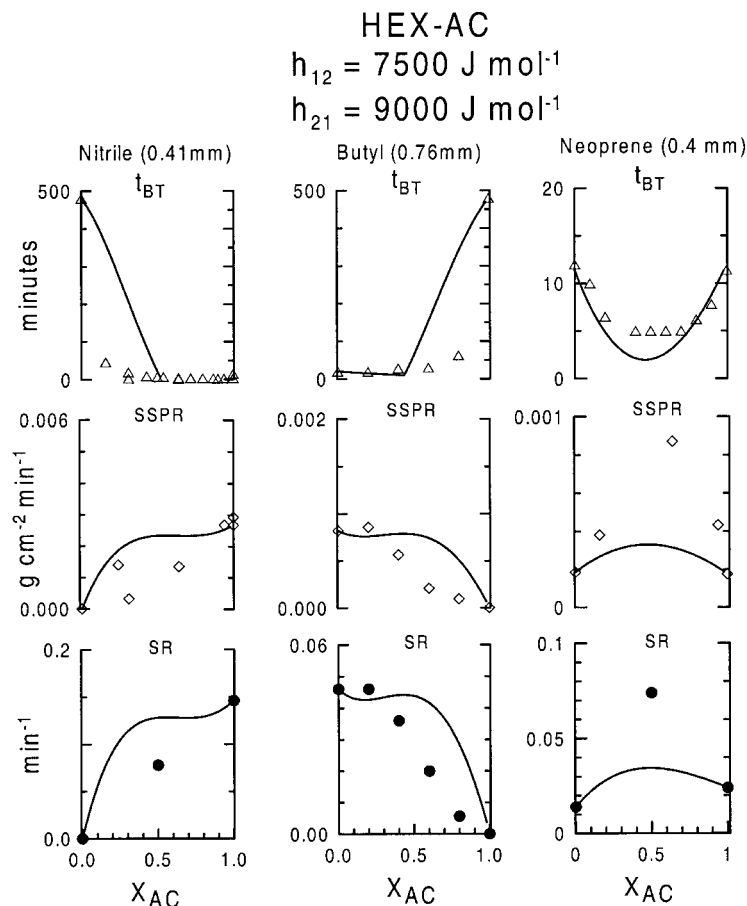 HEX-AC
h12 = 7500 J mol-1
h21 = 9000 J mol-1
Nitrile (0.41mm) Butyl (0.76mm) Neoprene (0.4 mm)
tBT tBT tBT
500 500 20
minutes
10
0 0 0
SSPR SSPR SSPR
0.006 0.002 0.001
g cm-2 min-1
0.000 0.000 0
SR SR SR
0.2 0.06 0.1
min-1
0.05
0.0 0.00 0
0.0 0.5 1.0 0.0 0.5 1.0 0 0.5 1
XAC XAC XAC